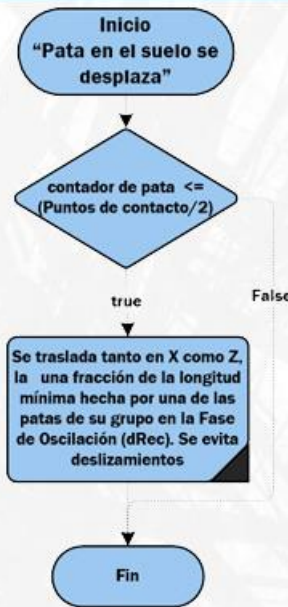 Inicio
“Pata en el suelo se
desplaza”
contador de pata <=
(Puntos de contacto/2)
true
False
Se traslada tanto en X como Z,
la una fracción de la longitud
mínima hecha por una de las
patas de su grupo en la Fase
de Oscilación (dRec). Se evita
deslizamientos
Fin